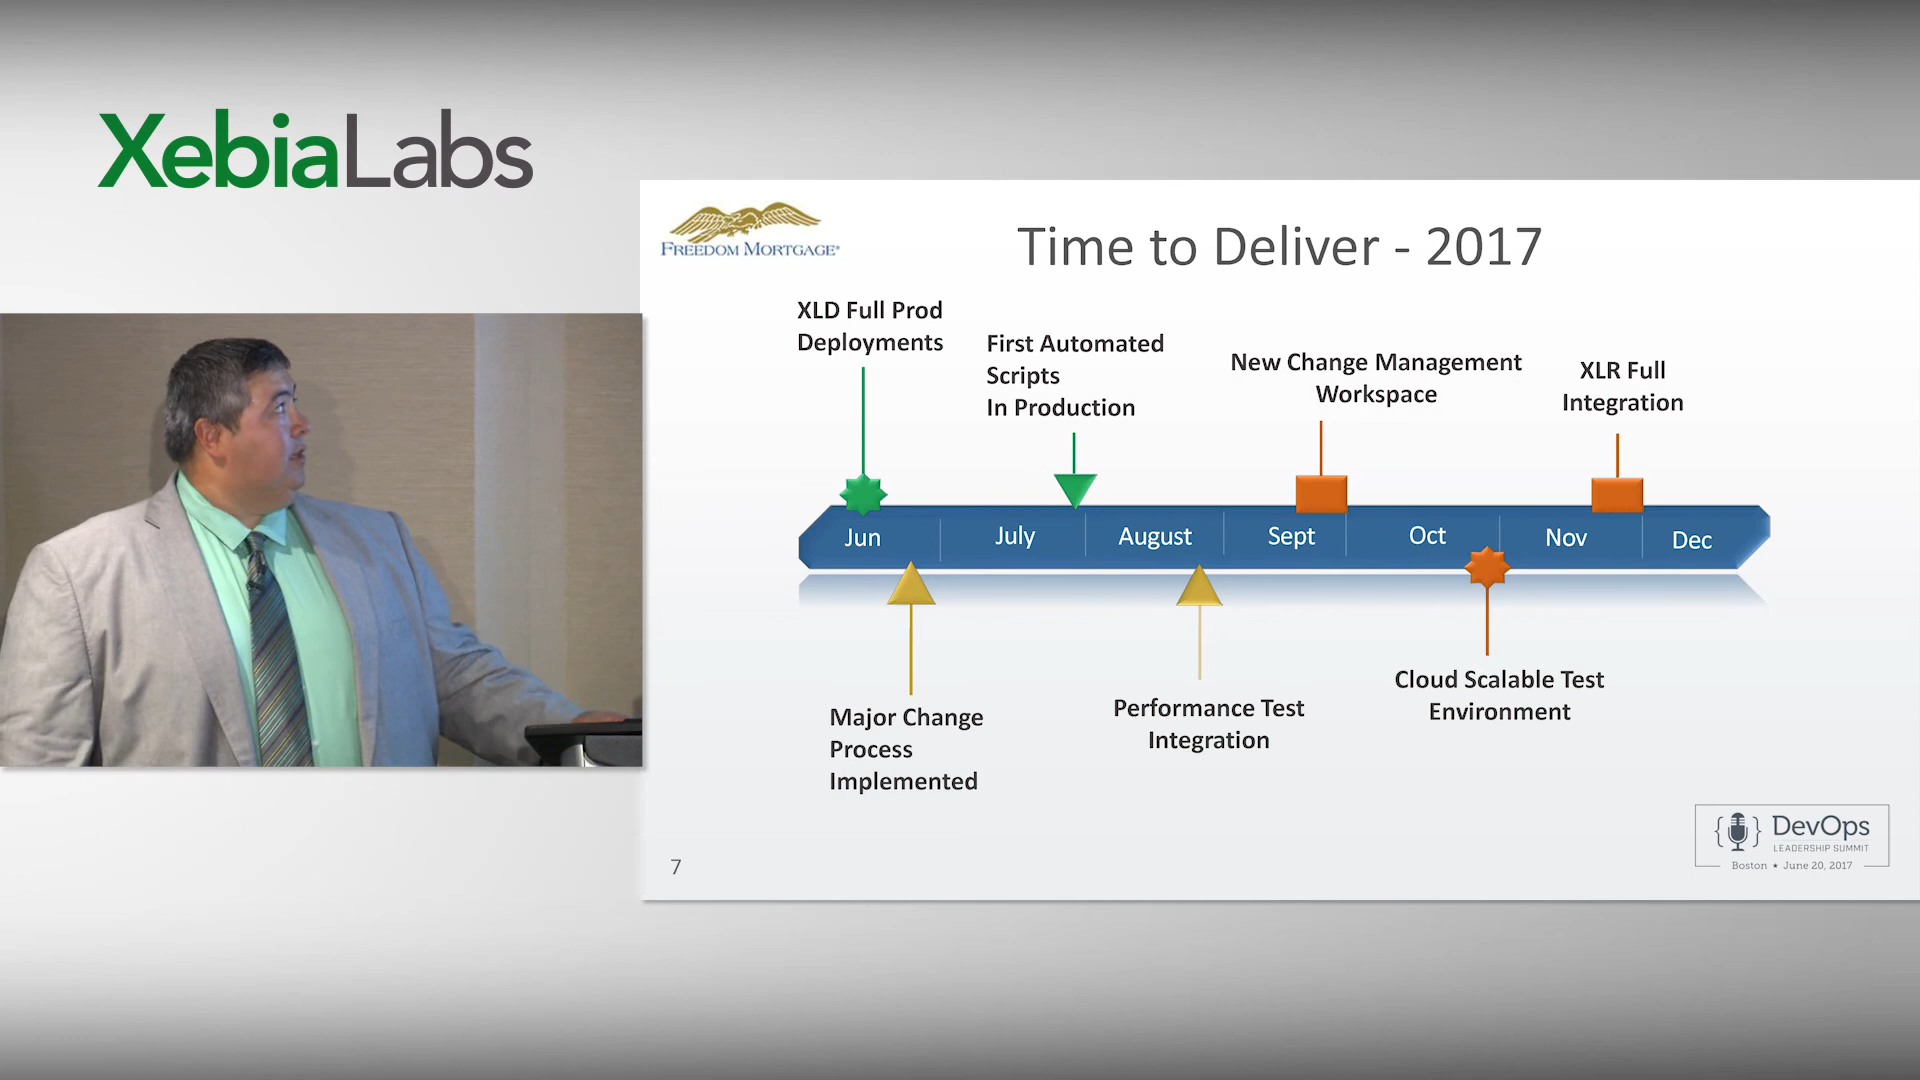 XebiaLabs
FREEDOM MORTGAGE®
Time to Deliver - 2017
XLD Full Prod
Deployments
First Automated
Scripts
In Production
New Change Management
Workspace
XLR Full
Integration
Jun
July
August
Sept
Oct
Nov
Dec
Major Change
Process
Implemented
Performance Test
Integration
Cloud Scalable Test
Environment
7
{ } DevOps
LEADERSHIP SUMMIT
Boston ★ June 20, 2017